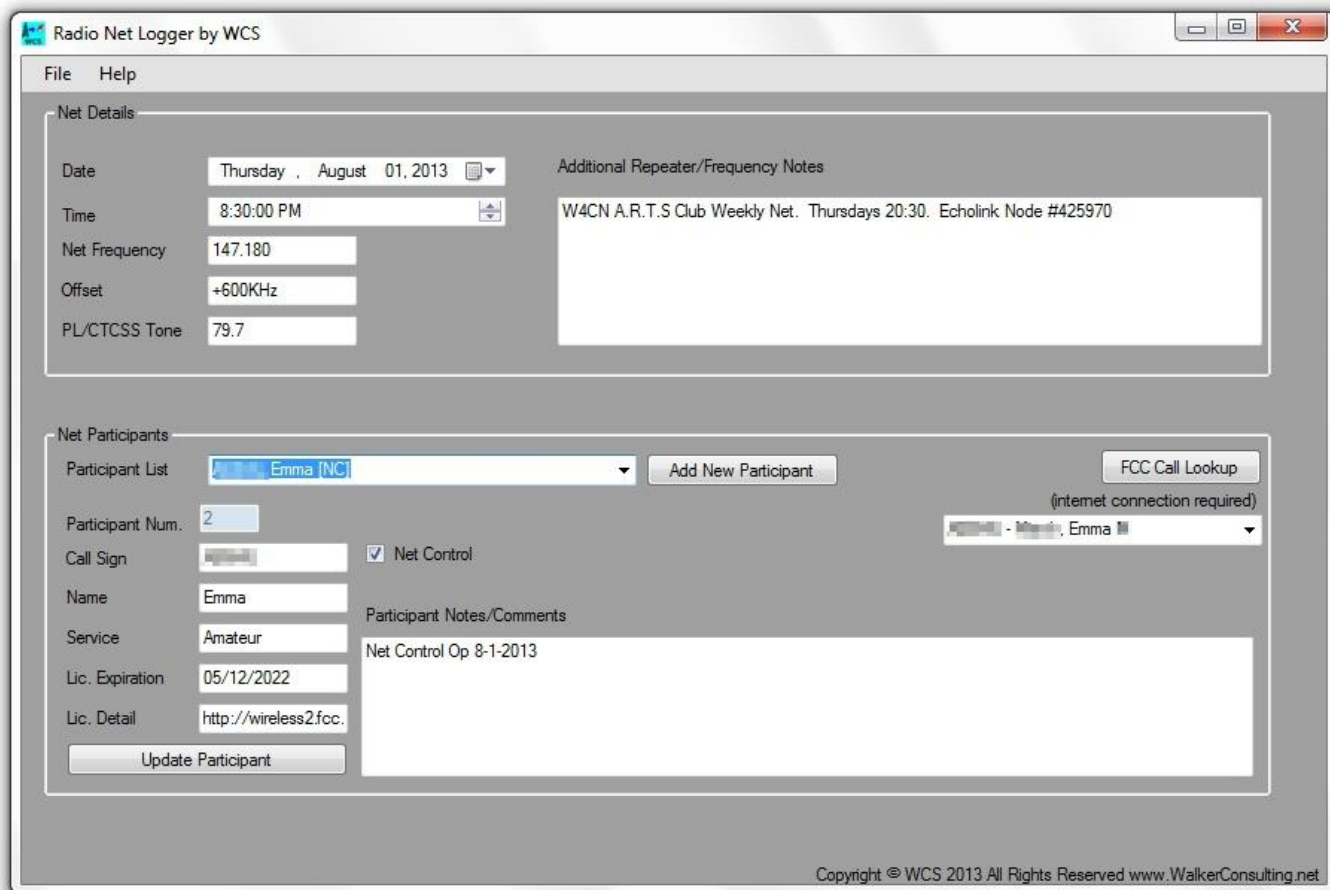 WCS
Radio Net Logger by WCS
File Help
Net Details
Date Thursday , August 01, 2013
Time 8:30:00 PM
Net Frequency 147.180
Offset +600KHz
PL/CTCSS Tone 79.7
Additional Repeater/Frequency Notes
W4CN A.R.T.S Club Weekly Net. Thursdays 20:30. Echolink Node #425970
Net Participants
Participant List , Emma [NC] Add New Participant FCC Call Lookup
(internet connection required)
- , Emma
Participant Num. 2
Call Sign Net Control
Name Emma
Service Amateur
Lic. Expiration 05/12/2022
Lic. Detail http://wireless2.fcc.
Update Participant
Participant Notes/Comments
Net Control Op 8-1-2013
Copyright © WCS 2013 All Rights Reserved www.WalkerConsulting.net